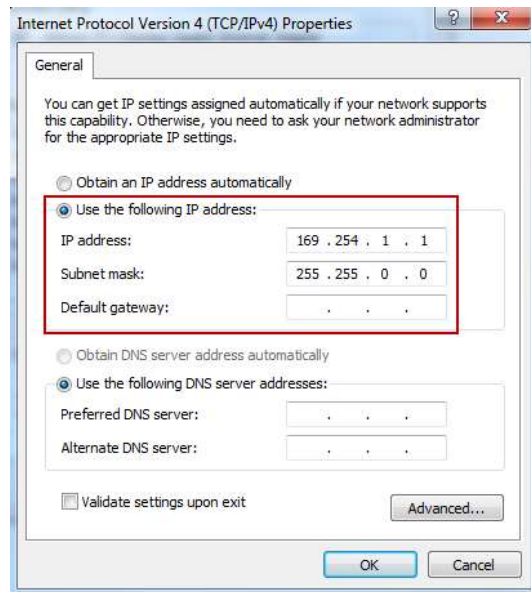 Internet Protocol Version 4 (TCP/IPv4) Properties
General
You can get IP settings assigned automatically if your network supports
this capability. Otherwise, you need to ask your network administrator
for the appropriate IP settings.
Obtain an IP address automatically
Use the following IP address:
IP address: 169 . 254 . 1 . 1
Subnet mask: 255 . 255 . 0 . 0
Default gateway: . . .
Obtain DNS server address automatically
Use the following DNS server addresses:
Preferred DNS server: . . .
Alternate DNS server: . . .
Validate settings upon exit
Advanced...
OK Cancel